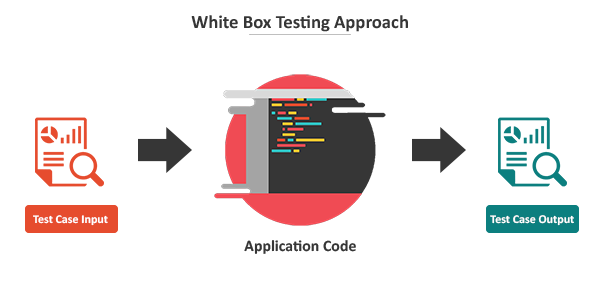 White Box Testing Approach
Test Case Input
Application Code
Test Case Output